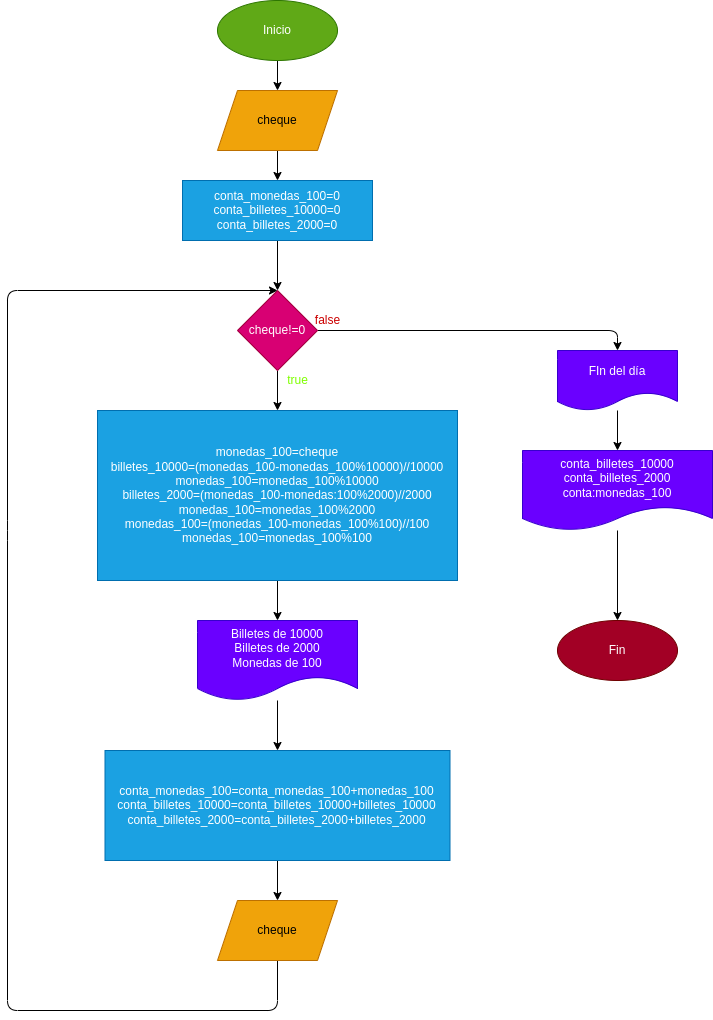 Inicio
cheque
conta_monedas_100=0
conta_billetes_10000=0
conta_billetes_2000=0
cheque!=0
false
true
monedas_100=cheque
billetes_10000=(monedas_100-monedas_100%10000)//10000
monedas_100=monedas_100%10000
billetes_2000=(monedas_100-monedas:100%2000)//2000
monedas_100=monedas_100%2000
monedas_100=(monedas_100-monedas_100%100)//100
monedas_100=monedas_100%100
Billetes de 10000
Billetes de 2000
Monedas de 100
conta_monedas_100=conta_monedas_100+monedas_100
conta_billetes_10000=conta_billetes_10000+billetes_10000
conta_billetes_2000=conta_billetes_2000+billetes_2000
cheque
FIn del día
conta_billetes_10000
conta_billetes_2000
conta:monedas_100
Fin